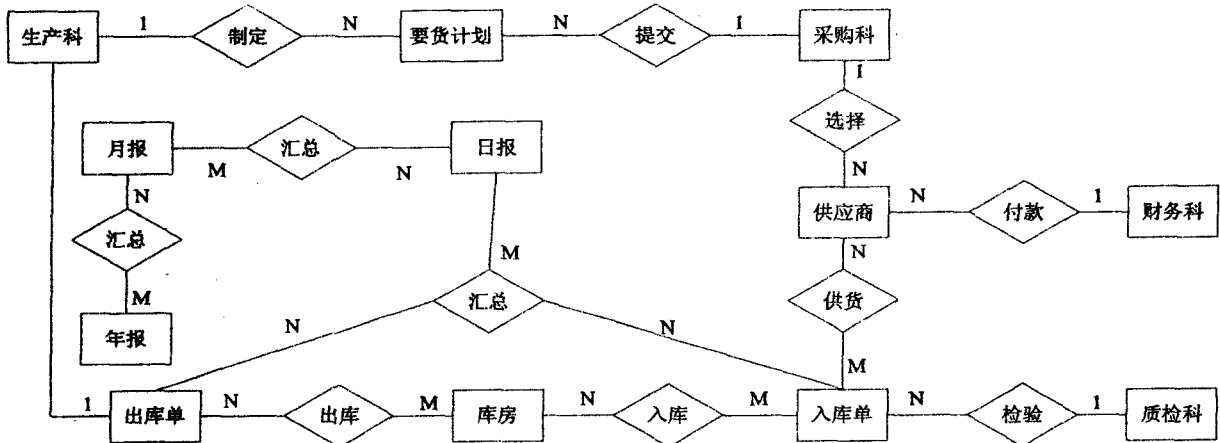 生产科 1 制定 N 要货计划 N 提交 1 采购科
1
选择
月报 M 汇总 N 日报
N
N
供应商 N 付款 1 财务科
汇总
N
M
M
汇总
供货
年报
N
N
M
1 出库单 N 出库 M 库房 N 入库 M 入库单 N 检验 1 质检科